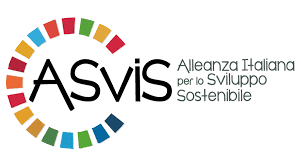 ASviS
Alleanza Italiana
per lo Sviluppo
Sostenibile